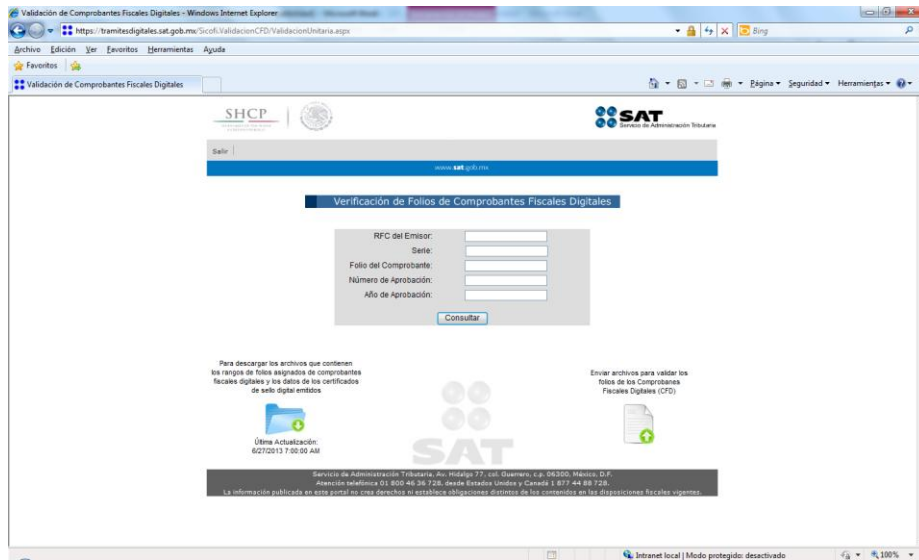 Validación de Comprobantes Fiscales Digitales - Windows Internet Explorer
https://tramitesdigitales.sat.gob.mx/Sicofi.ValidacionCFD/ValidacionUnitaria.aspx
Bing
Archivo Edición Ver Favoritos Herramientas Ayuda
Favoritos
Validación de Comprobantes Fiscales Digitales
Página Seguridad Herramientas
SHCP
SAT
Servicio de Administración Tributaria
Salir
www.sat.gob.mx
Verificación de Folios de Comprobantes Fiscales Digitales
RFC del Emisor:
Serie:
Folio del Comprobante:
Número de Aprobación:
Año de Aprobación:
Consultar
Para descargar los archivos que contienen
los rangos de folios asignados de comprobantes
fiscales digitales y los datos de los certificados
de sello digital emitidos
Última Actualización:
6/27/2013 7:00:00 AM
Enviar archivos para validar los
folios de los Comprobanes
Fiscales Digitales (CFD)
SAT
Servicio de Administración Tributaria, Av. Hidalgo 77, col. Guerrero, c.p. 06300, México, D.F.
Atención telefónica 01 800 46 36 728, desde Estados Unidos y Canadá 1 877 44 88 728.
La información publicada en este portal no crea derechos ni establece obligaciones distintos de los contenidos en las disposiciones fiscales vigentes.
Intranet local | Modo protegido: desactivado
100%